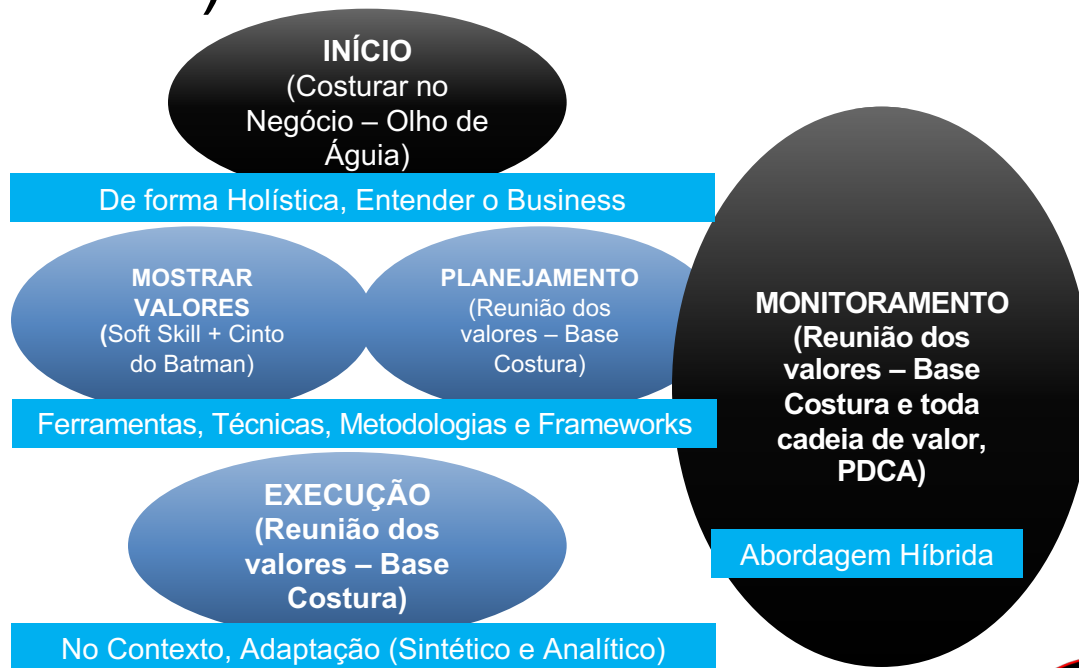 )
INÍCIO
(Costurar no
Negócio – Olho de
Águia)
De forma Holística, Entender o Business
MOSTRAR
VALORES
(Soft Skill + Cinto
do Batman)
PLANEJAMENTO
(Reunião dos
valores – Base
Costura)
Ferramentas, Técnicas, Metodologias e Frameworks
EXECUÇÃO
(Reunião dos
valores – Base
Costura)
No Contexto, Adaptação (Sintético e Analítico)
MONITORAMENTO
(Reunião dos
valores – Base
Costura e toda
cadeia de valor,
PDCA)
Abordagem Híbrida